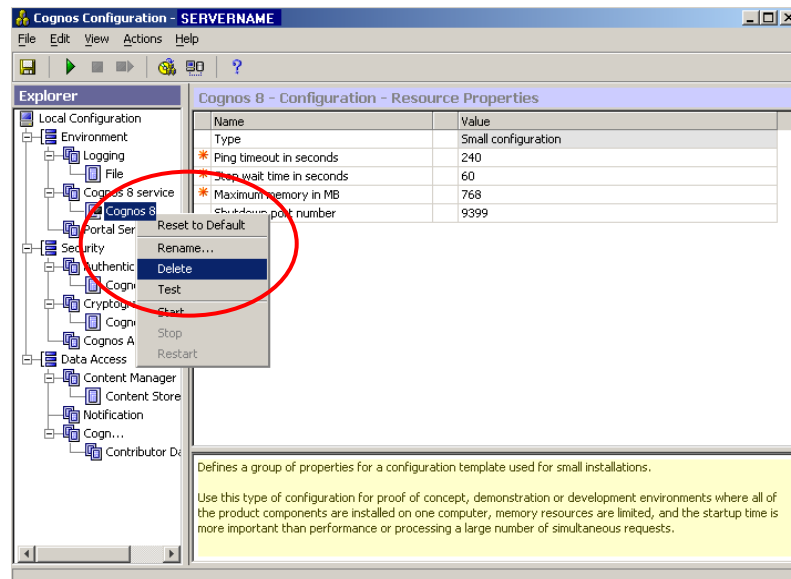 Cognos Configuration - SERVERNAME
File Edit View Actions Help
Explorer
Cognos 8 - Configuration - Resource Properties
Local Configuration
Environment
Logging
File
Cognos 8 service
Cognos 8
Portal Ser
Security
Authentic
Cogn
Cryptog
Cogn
Cognos A
Data Access
Content Manager
Content Store
Notification
Cogn...
Contributor Da
Reset to Default
Rename...
Delete
Test
Start
Stop
Restart
Name Value
Type Small configuration
* Ping timeout in seconds 240
* Stop wait time in seconds 60
* Maximum memory in MB 768
Shutdown port number 9399
Defines a group of properties for a configuration template used for small installations.
Use this type of configuration for proof of concept, demonstration or development environments where all of
the product components are installed on one computer, memory resources are limited, and the startup time is
more important than performance or processing a large number of simultaneous requests.